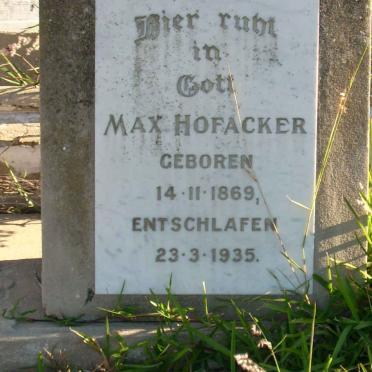 Hier ruht
in
Gott
MAX HOFACKER
GEBOREN
14·11·1869,
ENTSCHLAFEN
23·3·1935.